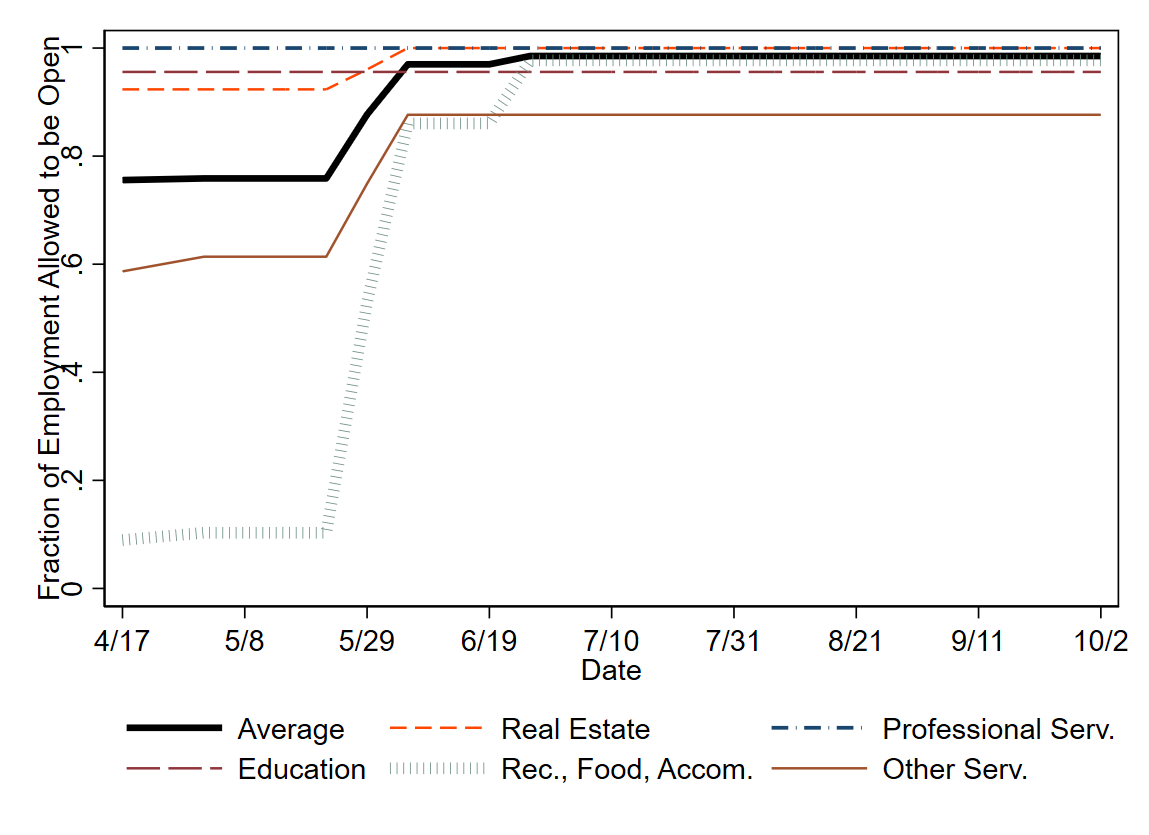 Fraction of Employment Allowed to be Open
1
.8
.6
.4
.2
0
4/17 5/8 5/29 6/19 7/10 7/31 8/21 9/11 10/2
Date
Average Real Estate Professional Serv.
Education Rec., Food, Accom. Other Serv.